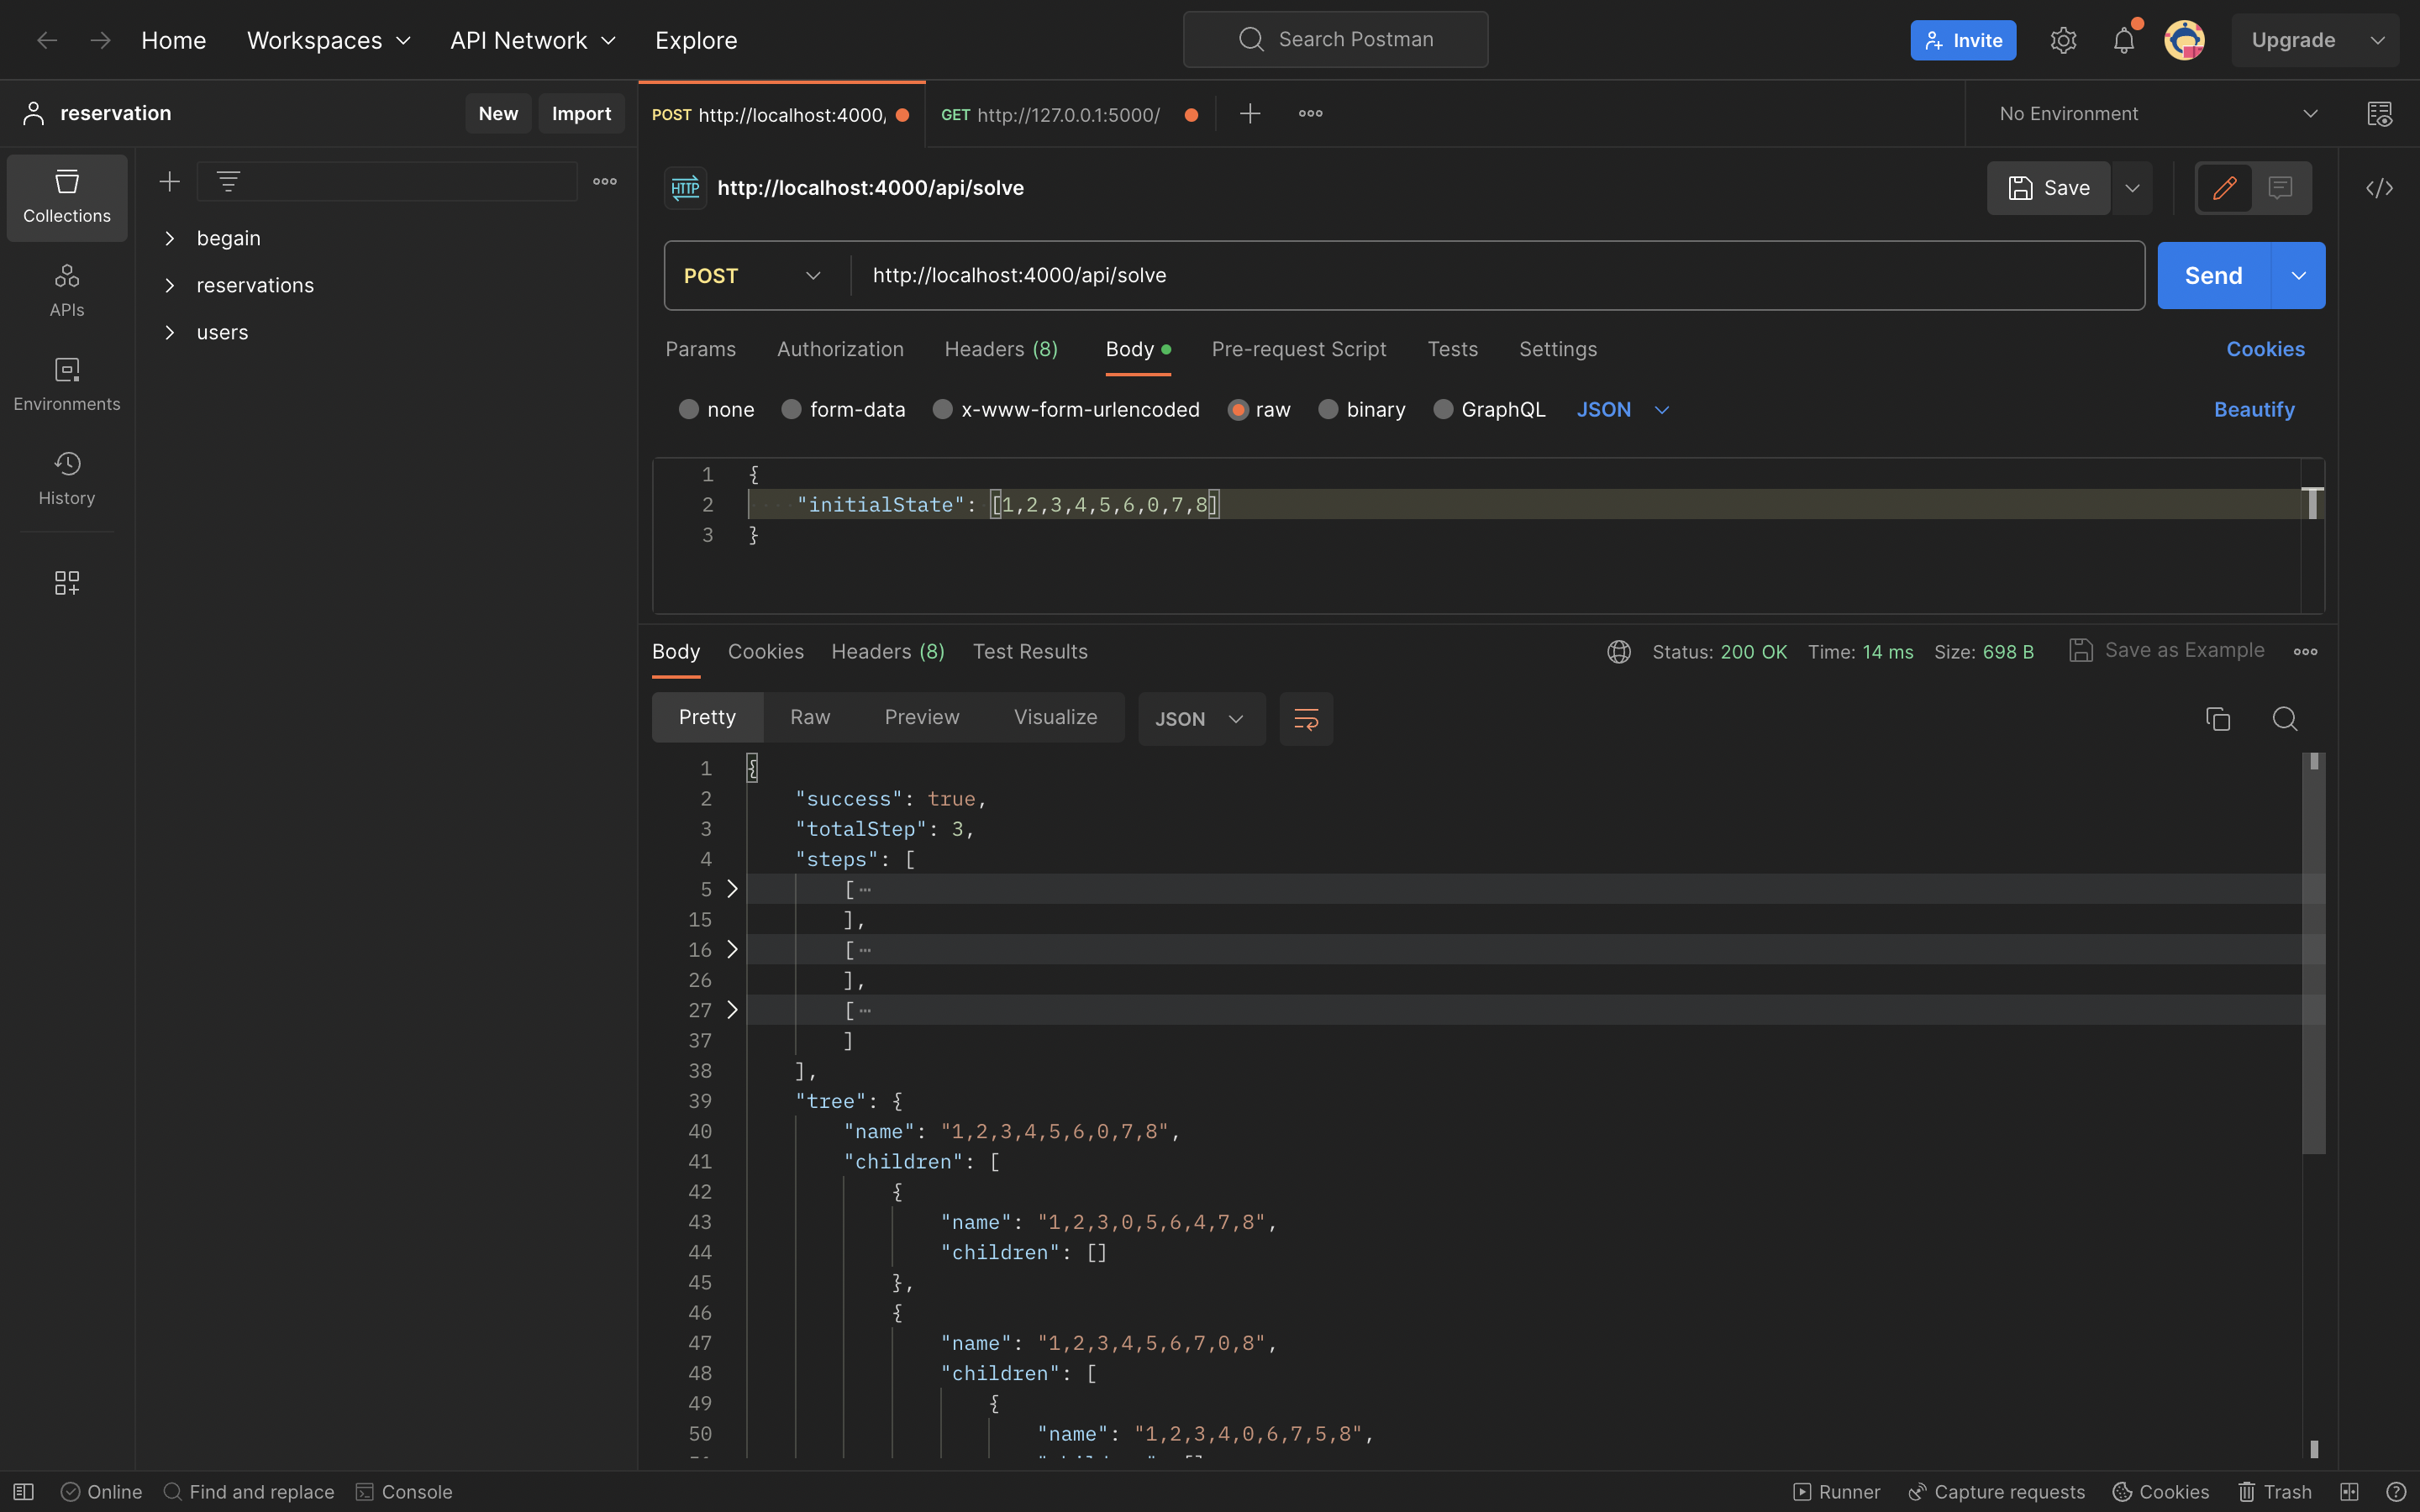 Home Workspaces API Network Explore Search Postman Invite Upgrade
reservation New Import POST http://localhost:4000, GET http://127.0.0.1:5000/ No Environment
Collections
APIs
Environments
History
begain
reservations
users
HTTP http://localhost:4000/api/solve Save
POST http://localhost:4000/api/solve Send
Params Authorization Headers (8) Body Pre-request Script Tests Settings Cookies
none form-data x-www-form-urlencoded raw binary GraphQL JSON Beautify
1 {
2 "initialState": [1,2,3,4,5,6,0,7,8]
3 }
Body Cookies Headers (8) Test Results Status: 200 OK Time: 14 ms Size: 698 B Save as Example
Pretty Raw Preview Visualize JSON
1 {
2 "success": true,
3 "totalStep": 3,
4 "steps": [
5 [ ⋯
15 ],
16 [ ⋯
26 ],
27 [ ⋯
37 ]
38 ],
39 "tree": {
40 "name": "1,2,3,4,5,6,0,7,8",
41 "children": [
42 {
43 "name": "1,2,3,0,5,6,4,7,8",
44 "children": []
45 },
46 {
47 "name": "1,2,3,4,5,6,7,0,8",
48 "children": [
49 {
50 "name": "1,2,3,4,0,6,7,5,8",
Online Find and replace Console Runner Capture requests Cookies Trash